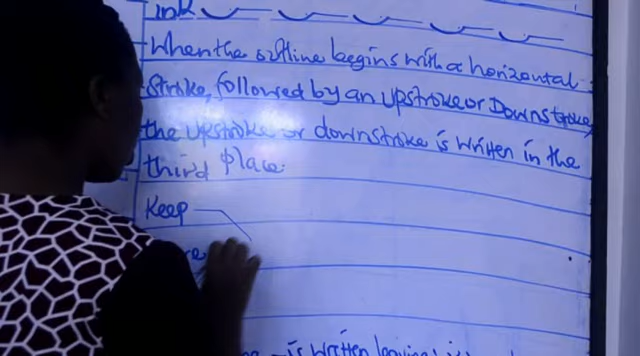 ink
When the outline begins with a horizontal
Stroke, followed by an upstroke or Downstroke,
the upstroke or downstroke is written in the
third place.
Keep
is written leaving